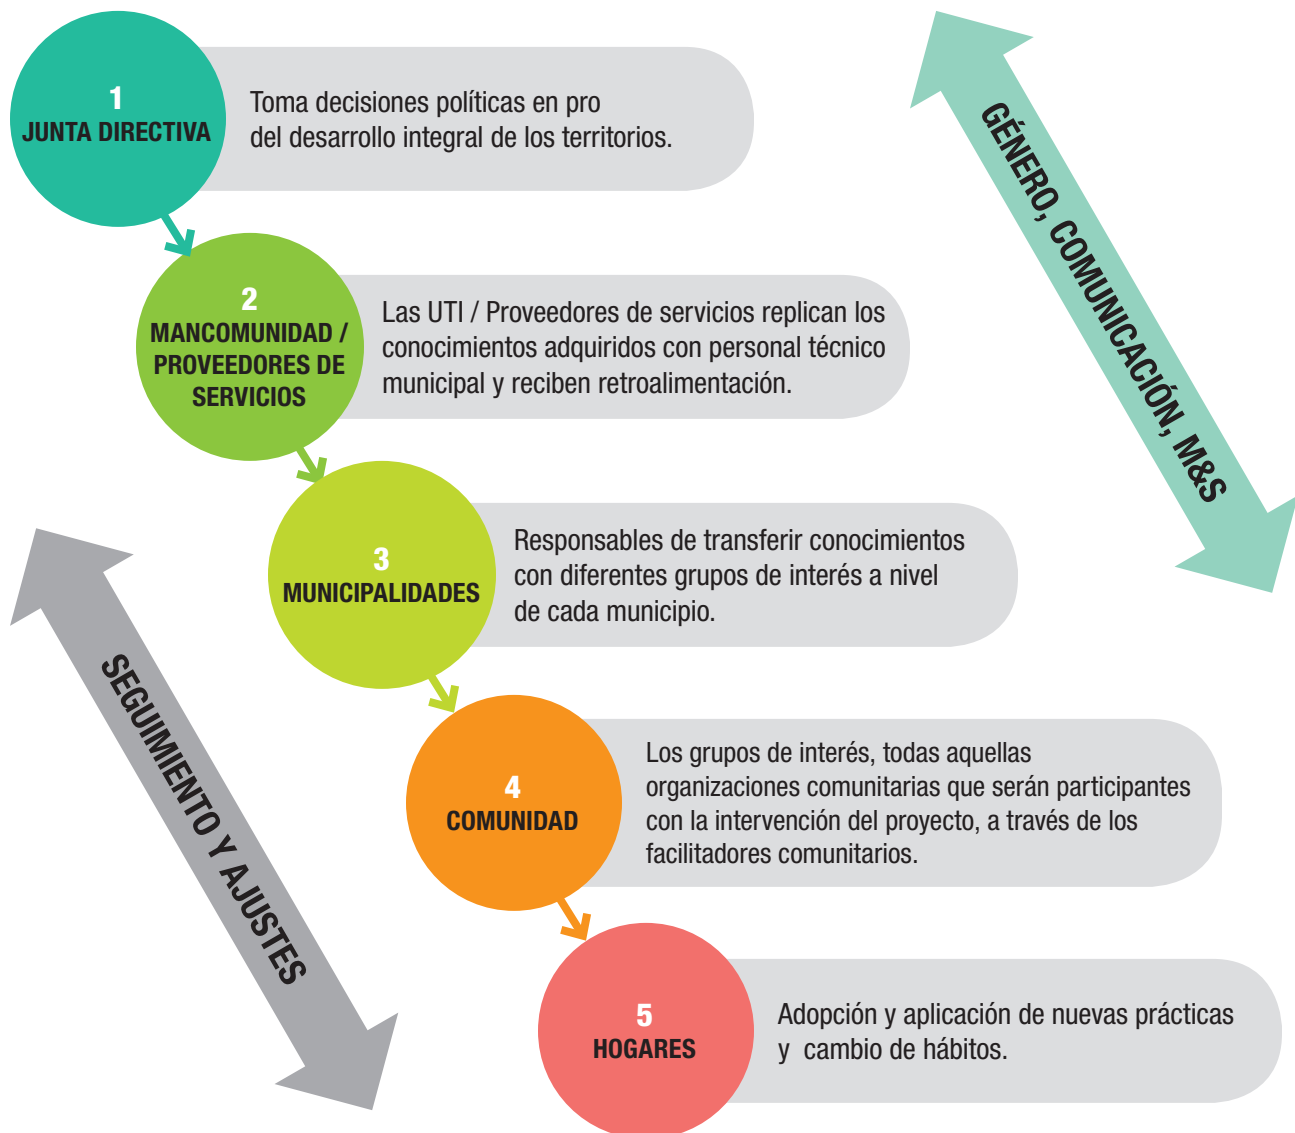 1
JUNTA DIRECTIVA
Toma decisiones políticas en pro
del desarrollo integral de los territorios.
GÉNERO, COMUNICACIÓN, M&S
2
MANCOMUNIDAD /
PROVEEDORES DE
SERVICIOS
Las UTI / Proveedores de servicios replican los
conocimientos adquiridos con personal técnico
municipal y reciben retroalimentación.
3
MUNICIPALIDADES
Responsables de transferir conocimientos
con diferentes grupos de interés a nivel
de cada municipio.
SEGUIMIENTO Y AJUSTES
4
COMUNIDAD
Los grupos de interés, todas aquellas
organizaciones comunitarias que serán participantes
con la intervención del proyecto, a través de los
facilitadores comunitarios.
5
HOGARES
Adopción y aplicación de nuevas prácticas
y cambio de hábitos.